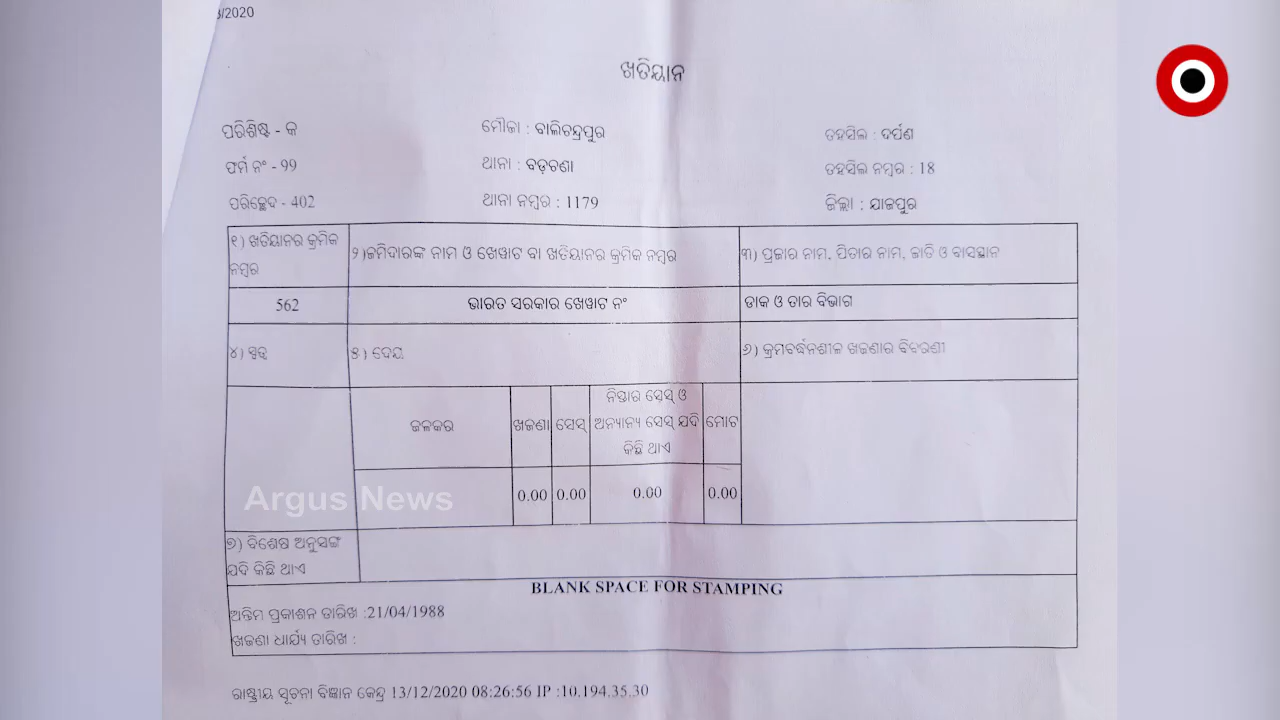 3/2020
ଖତିୟାନ
ପରିଶିଷ୍ଟ - କ
ମୌଜା : ବାଲିଚନ୍ଦ୍ରପୁର
ତହସିଲ : ଦର୍ପଣ
ଫର୍ମ ନଂ - ୨୨
ଥାନା : ବଡ଼ଚଣା
ତହସିଲ ନମ୍ବର : 18
ପରିଚ୍ଛେଦ - 402
ଥାନା ନମ୍ବର : 1179
ଜିଲ୍ଲା : ଯାଜପୁର
୧) ଖତିୟାନର କ୍ରମିକ
ନମ୍ବର
୨)ଜମିଦାରଙ୍କ ନାମ ଓ ଖେୱାଟ ବା ଖତିୟାନର କ୍ରମିକ ନମ୍ବର
୩) ପ୍ରଜାର ନାମ, ପିତାର ନାମ, ଜାତି ଓ ବାସସ୍ଥାନ
562
ଭାରତ ସରକାର ଖେୱାଟ ନଂ
ଡାକ ଓ ତାର ବିଭାଗ
୪) ସ୍ଵତ୍ଵ
୫) ଦେୟ
୬) କ୍ରମବର୍ଦ୍ଧନଶୀଳ ଖଜଣାର ବିବରଣୀ
ଜଳକର
ଖଜଣା
ସେସ୍
ନିସ୍ତାର ସେସ୍ ଓ
ଅନ୍ୟାନ୍ୟ ସେସ୍ ଯଦି
କିଛି ଥାଏ
ମୋଟ
0.00
0.00
0.00
0.00
Argus News
୭) ବିଶେଷ ଅନୁସଙ୍ଗ
ଯଦି କିଛି ଥାଏ
BLANK SPACE FOR STAMPING
ଅନ୍ତିମ ପ୍ରକାଶନ ତାରିଖ :21/04/1988
ଖଜଣା ଧାର୍ଯ୍ୟ ତାରିଖ :
ରାଷ୍ଟ୍ରୀୟ ସୂଚନା ବିଜ୍ଞାନ କେନ୍ଦ୍ର 13/12/2020 08:26:56 IP :10.194.35.30